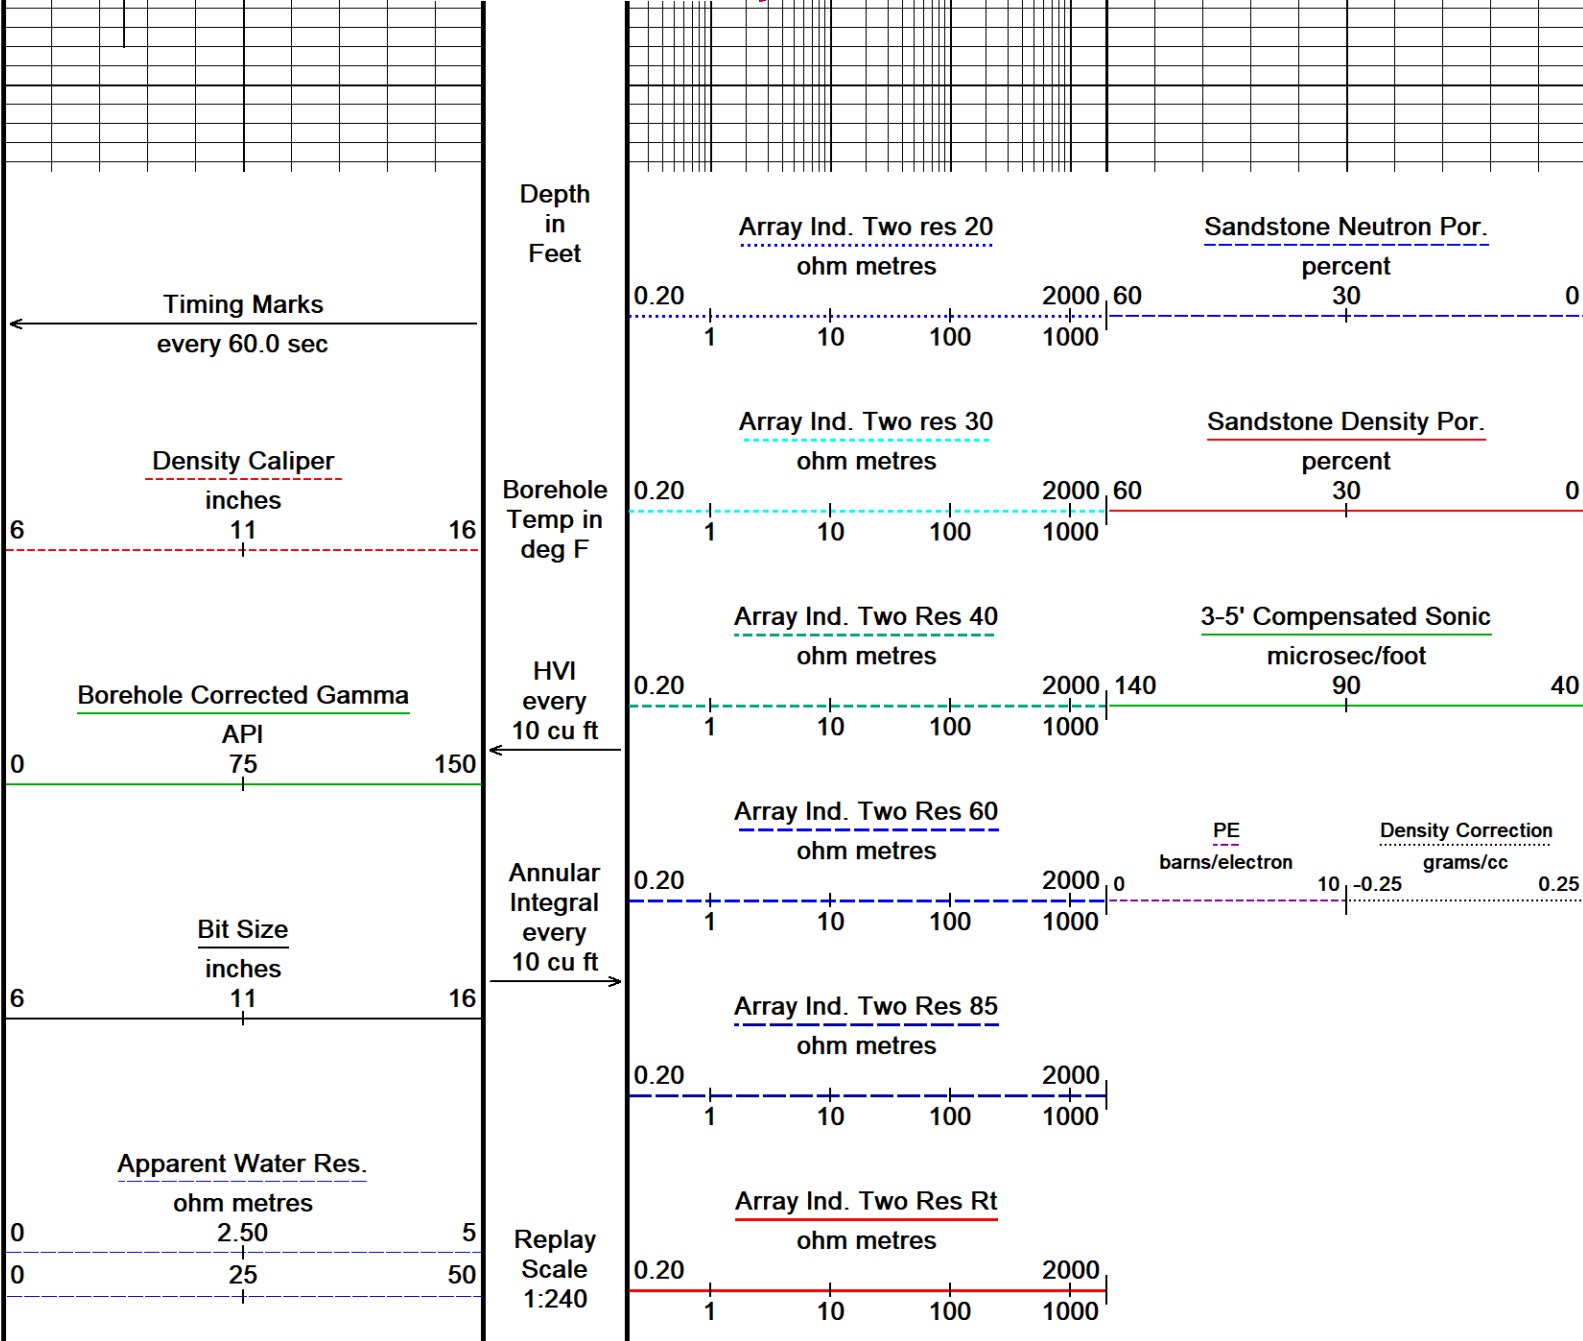 Timing Marks
every 60.0 sec
Density Caliper
inches
6 11 16
Borehole Corrected Gamma
API
0 75 150
Bit Size
inches
6 11 16
Apparent Water Res.
ohm metres
0 2.50 5
0 25 50
Depth
in
Feet
Borehole
Temp in
deg F
HVI
every
10 cu ft
Annular
Integral
every
10 cu ft
Replay
Scale
1:240
Array Ind. Two res 20
ohm metres
0.20 2000
1 10 100 1000
Array Ind. Two res 30
ohm metres
0.20 2000
1 10 100 1000
Array Ind. Two Res 40
ohm metres
0.20 2000
1 10 100 1000
Array Ind. Two Res 60
ohm metres
0.20 2000
1 10 100 1000
Array Ind. Two Res 85
ohm metres
0.20 2000
1 10 100 1000
Array Ind. Two Res Rt
ohm metres
0.20 2000
1 10 100 1000
Sandstone Neutron Por.
percent
60 30 0
Sandstone Density Por.
percent
60 30 0
3-5' Compensated Sonic
microsec/foot
140 90 40
PE
barns/electron
0 10
Density Correction
grams/cc
-0.25 0.25